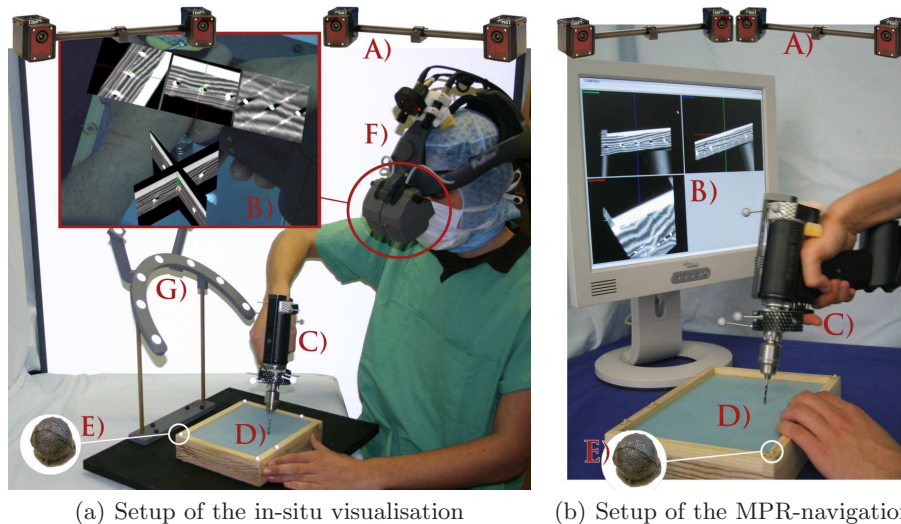 A)
A)
F)
B)
B)
G)
C)
C)
E)
D)
D)
E)
(a) Setup of the in-situ visualisation
(b) Setup of the MPR-navigation